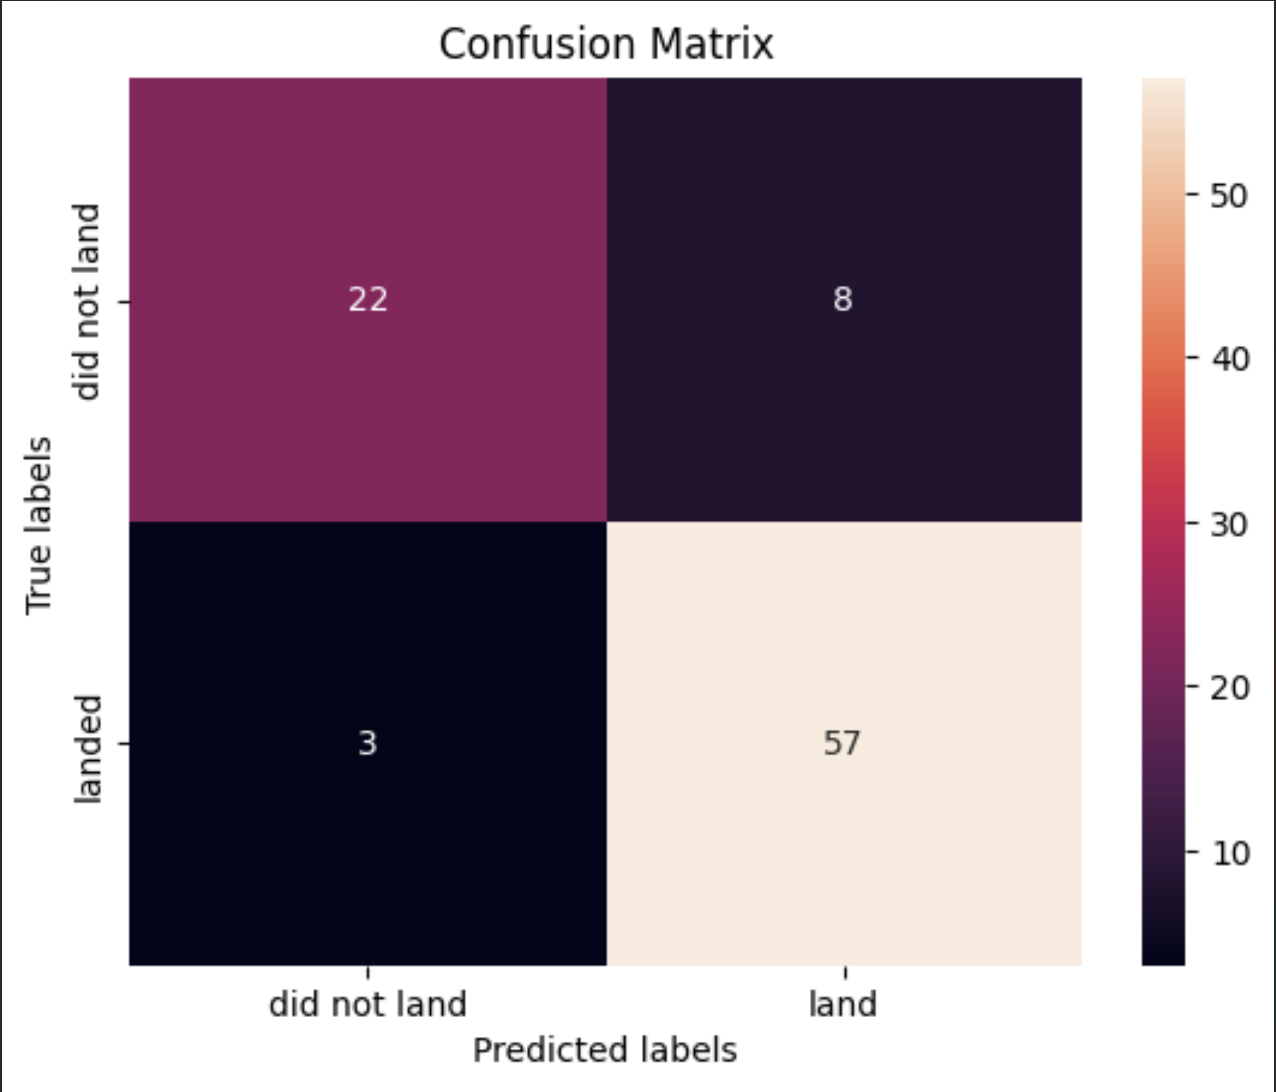 Confusion Matrix
True labels
did not land
landed
22
8
3
57
did not land
land
Predicted labels
50
40
30
20
10